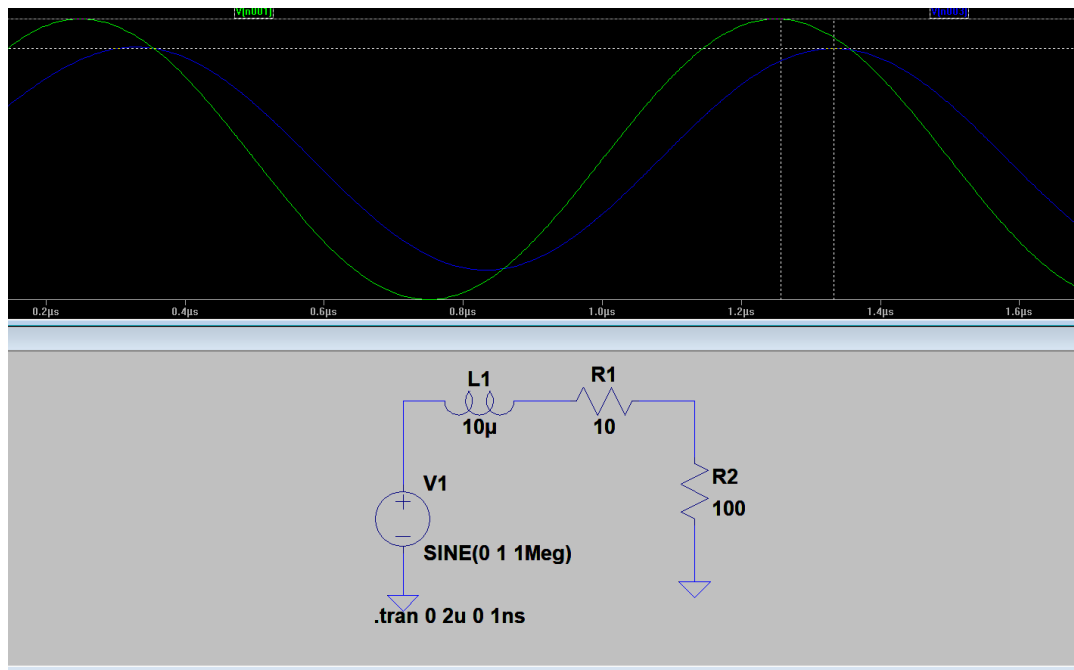 V(n001) V(n003)
0.2µs 0.4µs 0.6µs 0.8µs 1.0µs 1.2µs 1.4µs 1.6µs
L1 R1
10µ 10
R2
V1
100
SINE(0 1 1Meg)
.tran 0 2u 0 1ns